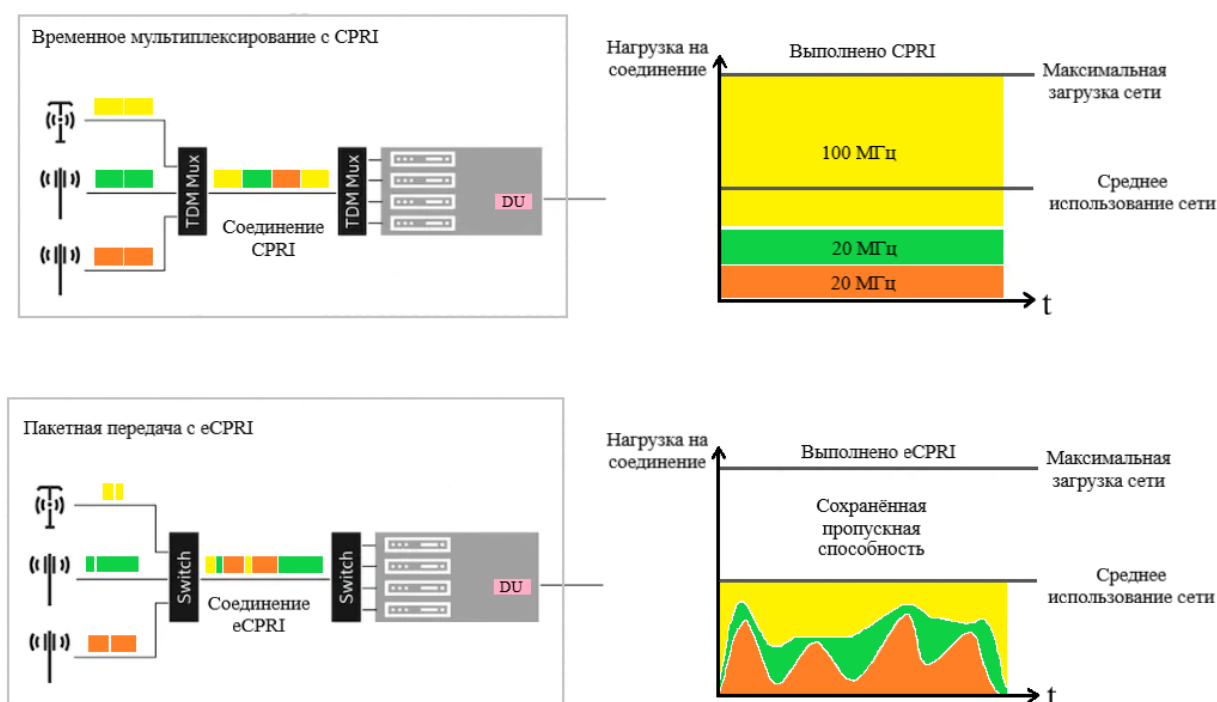 Временное мультиплексирование с CPRI
TDM Mux
Соединение
CPRI
TDM Mux
DU
Нагрузка на
соединение
Выполнено CPRI
Максимальная
загрузка сети
100 МГц
Среднее
использование сети
20 МГц
20 МГц
t
Пакетная передача с eCPRI
Switch
Соединение
eCPRI
Switch
DU
Нагрузка на
соединение
Выполнено eCPRI
Максимальная
загрузка сети
Сохранённая
пропускная
способность
Среднее
использование сети
t